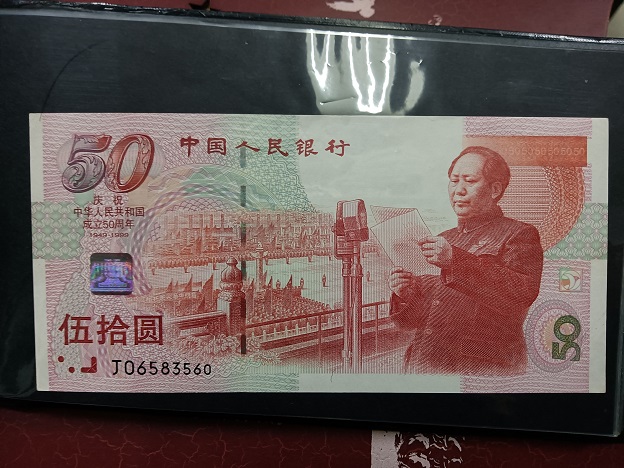 50
中国人民银行
庆祝
中华人民共和国
成立50周年
1949-1999
伍拾圆
J06583560
50